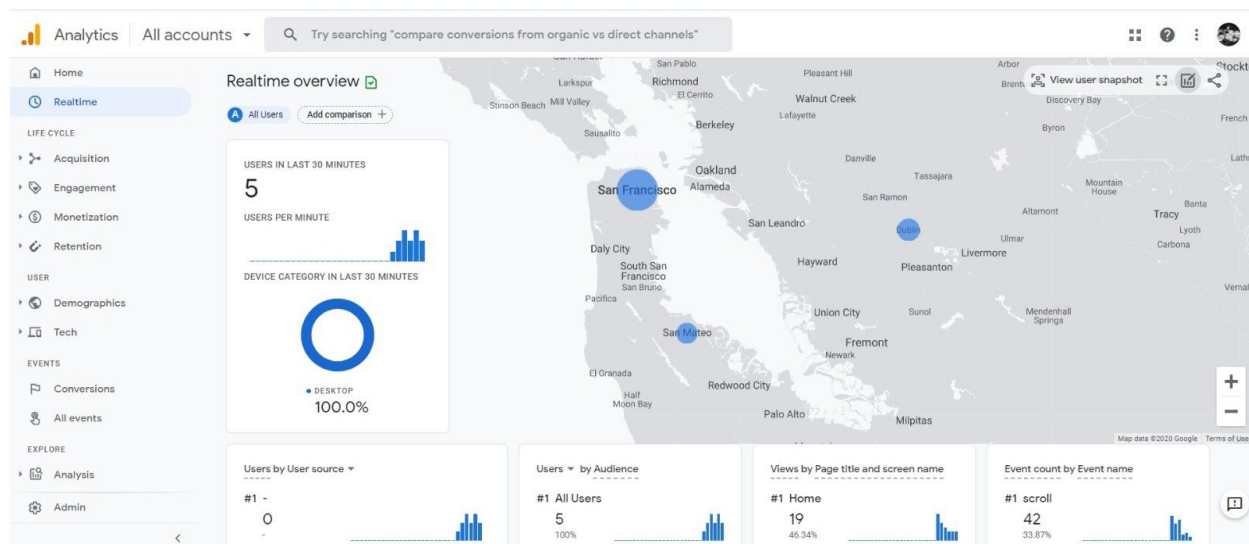 Analytics
All accounts
Try searching "compare conversions from organic vs direct channels"
Home
Realtime
LIFE CYCLE
Acquisition
Engagement
Monetization
Retention
USER
Demographics
Tech
EVENTS
Conversions
All events
EXPLORE
Analysis
Admin
Realtime overview
A All Users
Add comparison +
USERS IN LAST 30 MINUTES
5
USERS PER MINUTE
DEVICE CATEGORY IN LAST 30 MINUTES
DESKTOP
100.0%
View user snapshot
San Pablo
Pleasant Hill
Arbor
Larkspur
Richmond
El Cerrito
Walnut Creek
Discovery Bay
Stinson Beach
Mill Valley
Lafayette
French
Sausalito
Berkeley
Byron
Oakland
Alameda
Danville
Tassajara
San Francisco
San Ramon
Mountain House
Altamont
Tracy
Banta
Lyoth
Carbona
San Leandro
Dublin
Ulmar
Livermore
Daly City
Hayward
Pleasanton
South San Francisco
San Bruno
Pacifica
Union City
Sunol
Mendenhall Springs
San Mateo
Fremont
Newark
El Granada
Half Moon Bay
Redwood City
Palo Alto
Milpitas
Map data ©2020 Google
Terms of Use
Users by User source
#1 -
0
-
Users by Audience
#1 All Users
5
100%
Views by Page title and screen name
#1 Home
19
46.34%
Event count by Event name
#1 scroll
42
33.87%